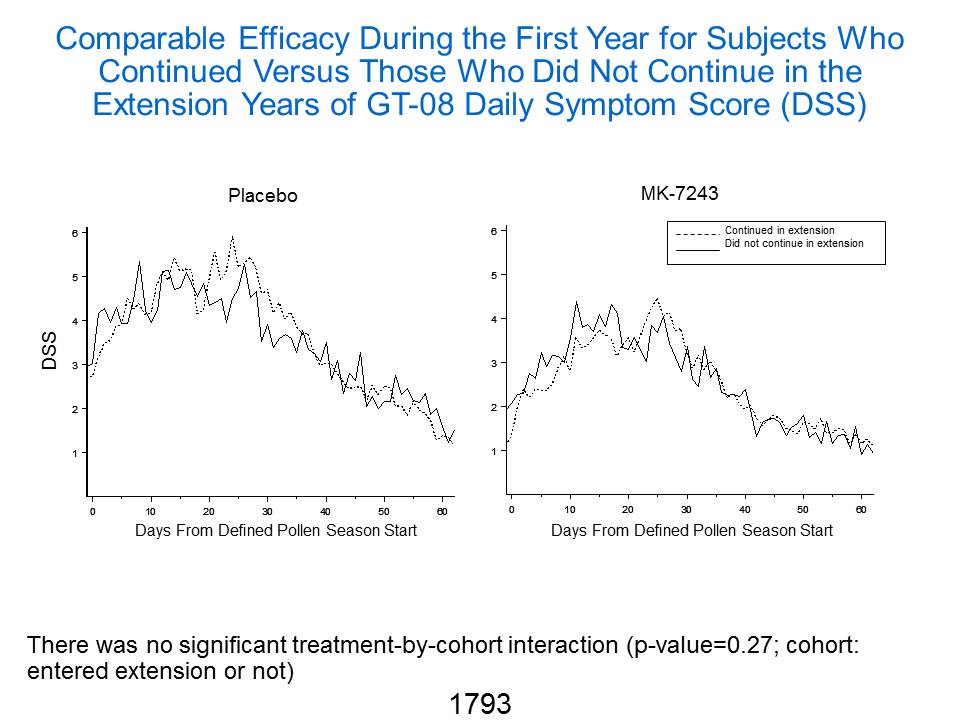 Comparable Efficacy During the First Year for Subjects Who
Continued Versus Those Who Did Not Continue in the
Extension Years of GT-08 Daily Symptom Score (DSS)
Placebo
MK-7243
Continued in extension
Did not continue in extension
DSS
6
5
4
3
2
1
0 10 20 30 40 50 60
Days From Defined Pollen Season Start
6
5
4
3
2
1
0 10 20 30 40 50 60
Days From Defined Pollen Season Start
There was no significant treatment-by-cohort interaction (p-value=0.27; cohort:
entered extension or not)
1793